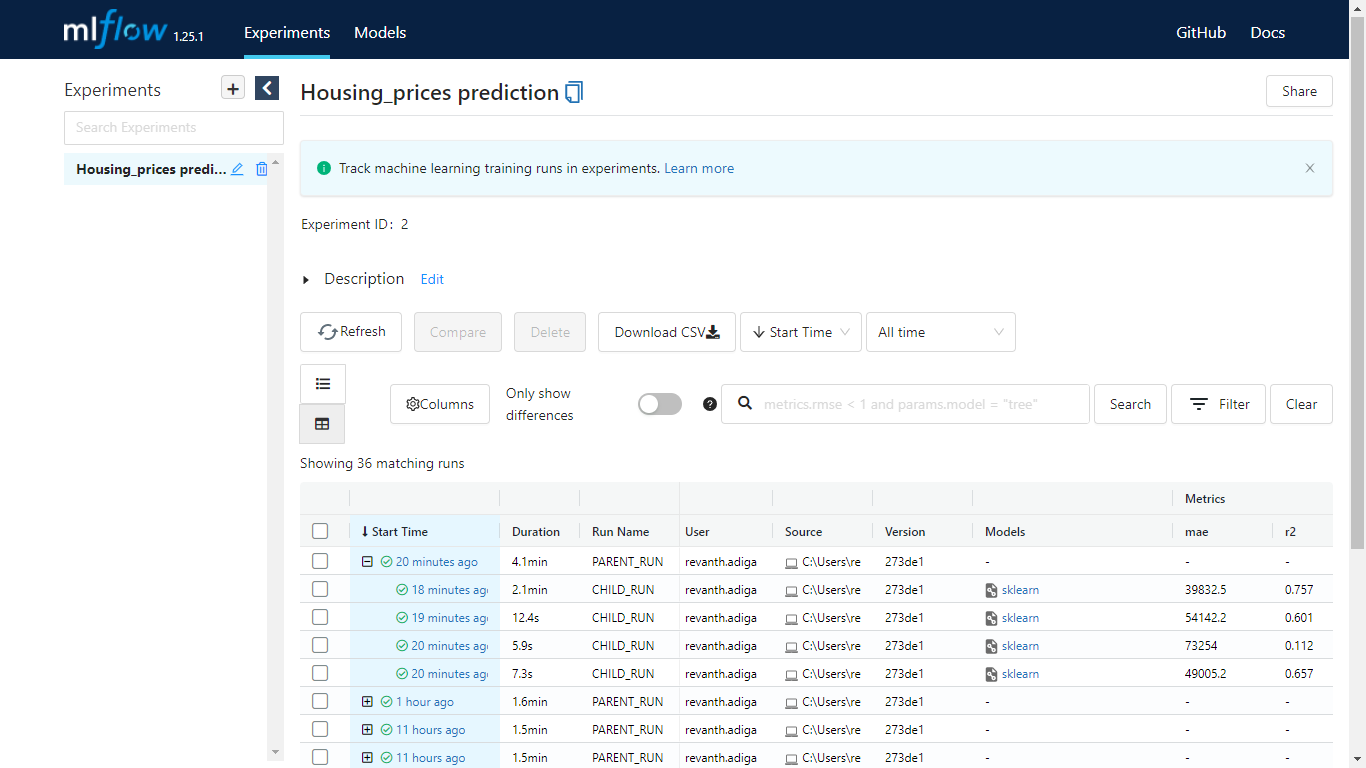 mlflow 1.25.1 Experiments Models GitHub Docs
Experiments +
Housing_prices prediction Share
Search Experiments
Housing_prices predi...
Track machine learning training runs in experiments. Learn more
Experiment ID: 2
Description Edit
Refresh Compare Delete Download CSV Start Time All time
Columns Only show differences metrics.rmse < 1 and params.model = "tree" Search Filter Clear
Showing 36 matching runs
Metrics
Start Time Duration Run Name User Source Version Models mae r2
20 minutes ago 4.1min PARENT_RUN revanth.adiga C:\Users\re 273de1 - - -
18 minutes ag 2.1min CHILD_RUN revanth.adiga C:\Users\re 273de1 sklearn 39832.5 0.757
19 minutes ag 12.4s CHILD_RUN revanth.adiga C:\Users\re 273de1 sklearn 54142.2 0.601
20 minutes ag 5.9s CHILD_RUN revanth.adiga C:\Users\re 273de1 sklearn 73254 0.112
20 minutes ag 7.3s CHILD_RUN revanth.adiga C:\Users\re 273de1 sklearn 49005.2 0.657
1 hour ago 1.6min PARENT_RUN revanth.adiga C:\Users\re 273de1 - - -
11 hours ago 1.5min PARENT_RUN revanth.adiga C:\Users\re 273de1 - - -
11 hours ago 1.5min PARENT_RUN revanth.adiga C:\Users\re 273de1 - - -